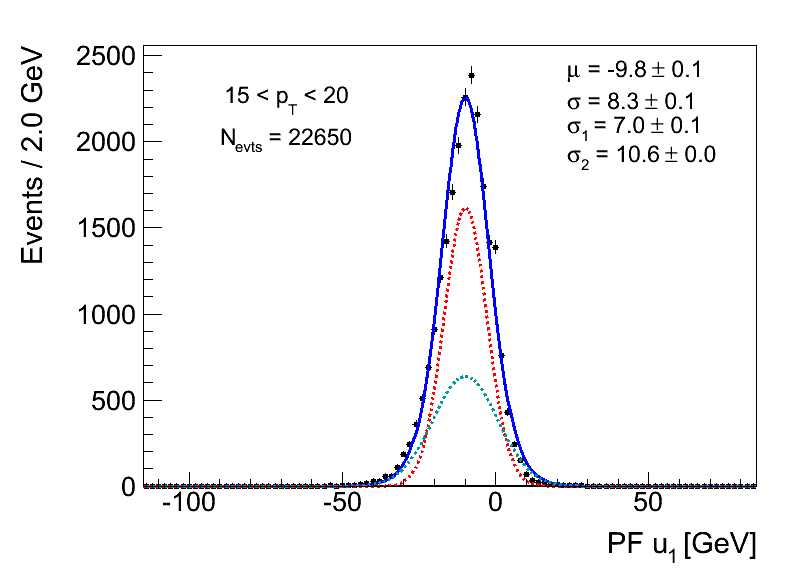 2500
2000
1500
1000
500
0
Events / 2.0 GeV
15 < p_T < 20
N_evts = 22650
μ = -9.8 ± 0.1
σ = 8.3 ± 0.1
σ_1 = 7.0 ± 0.1
σ_2 = 10.6 ± 0.0
-100 -50 0 50
PF u_1 [GeV]